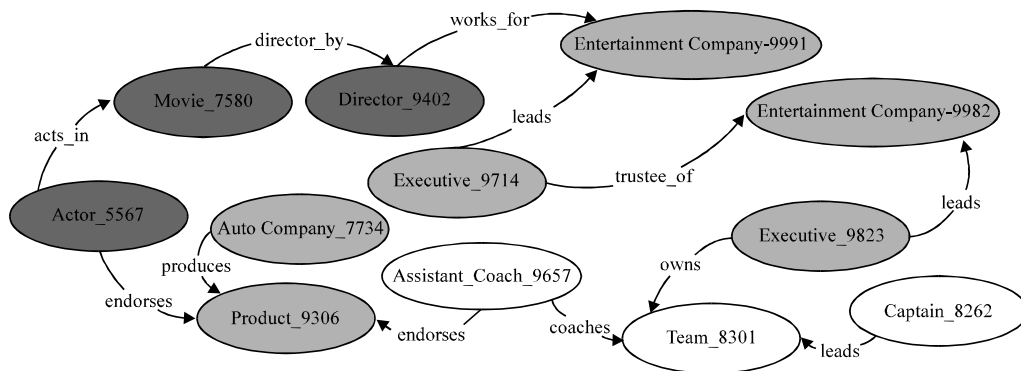 works_for
director_by
Entertainment Company-9991
Movie_7580
Director_9402
leads
Entertainment Company-9982
acts_in
Executive_9714
trustee_of
leads
Actor_5567
Auto Company_7734
Executive_9823
produces
owns
Assistant_Coach_9657
endorses
Captain_8262
Product_9306
endorses
coaches
Team_8301
leads